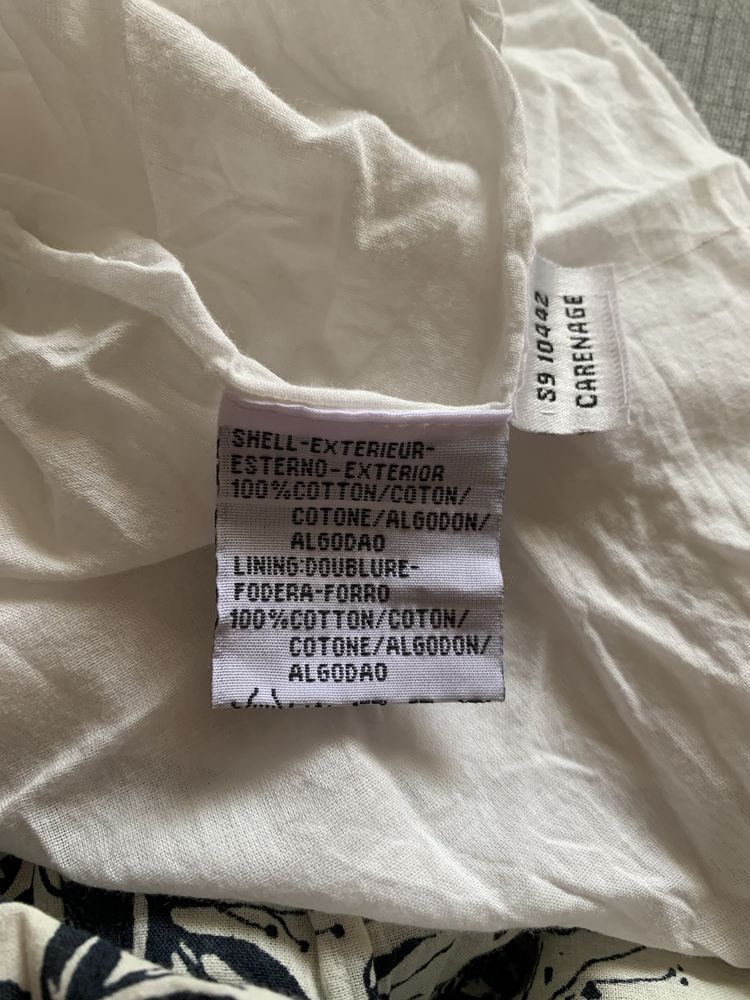 SHELL-EXTERIEUR-
ESTERNO-EXTERIOR
100%COTTON/COTON/
COTONE/ALGODON/
ALGODAO
LINING:DOUBLURE-
FODERA-FORRO
100%COTTON/COTON/
COTONE/ALGODON/
ALGODAO
S9 10442
CARENAGE